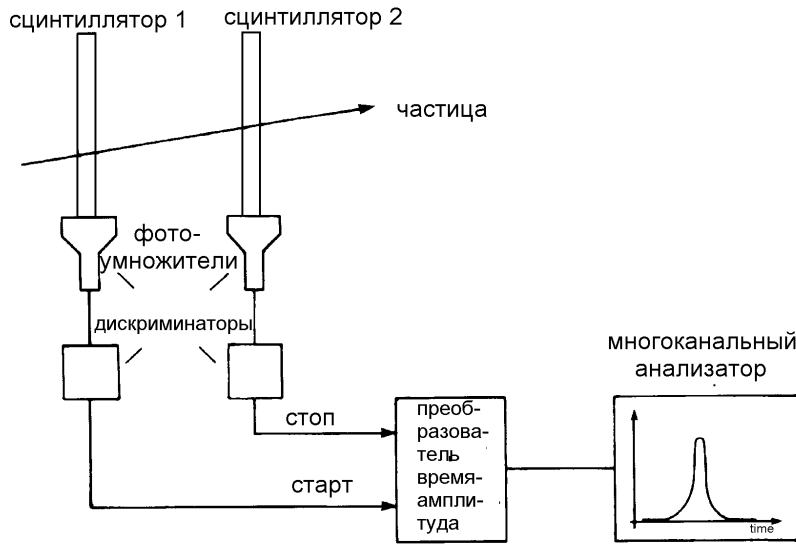 сцинтиллятор 1
сцинтиллятор 2
частица
фото-
умножители
дискриминаторы
многоканальный
анализатор
стоп
старт
преоб-
разова-
тель
время-
ампли-
туда
time